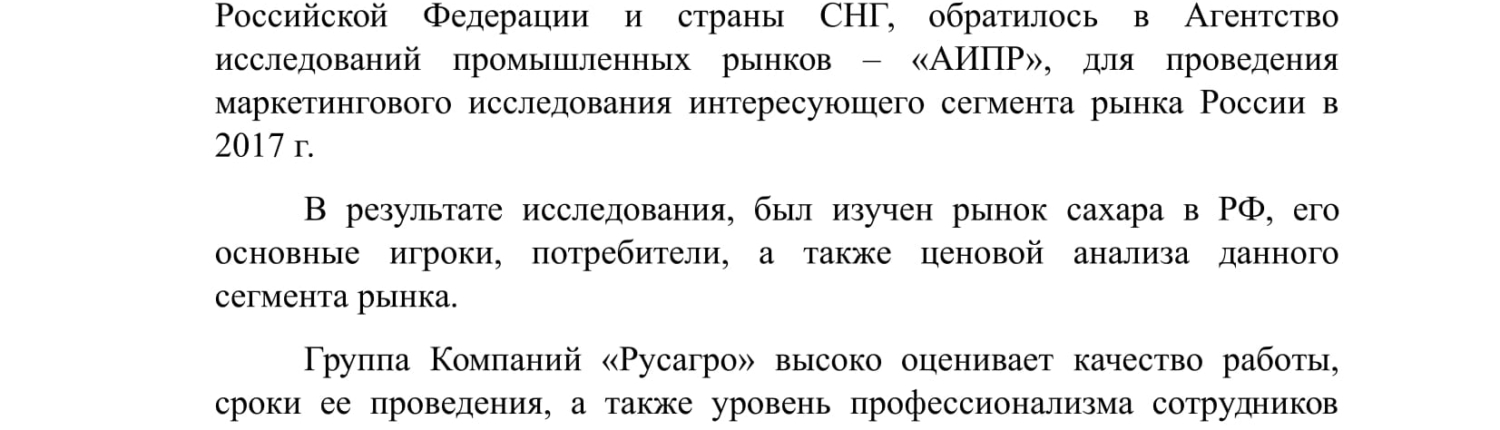 Российской Федерации и страны СНГ, обратилось в Агентство
исследований промышленных рынков – «АИПР», для проведения
маркетингового исследования интересующего сегмента рынка России в
2017 г.
В результате исследования, был изучен рынок сахара в РФ, его
основные игроки, потребители, а также ценовой анализа данного
сегмента рынка.
Группа Компаний «Русагро» высоко оценивает качество работы,
сроки ее проведения, а также уровень профессионализма сотрудников